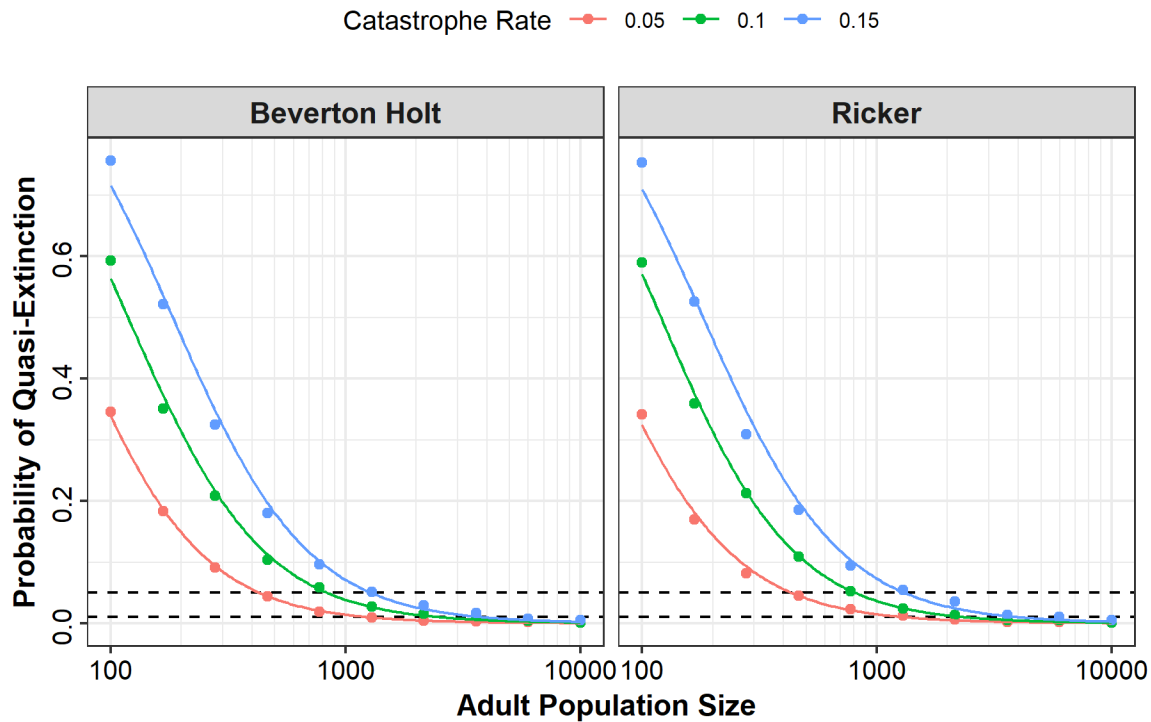 Catastrophe Rate 0.05 0.1 0.15
Beverton Holt Ricker
Probability of Quasi-Extinction
0.6
0.4
0.2
0.0
100 1000 10000 100 1000 10000
Adult Population Size